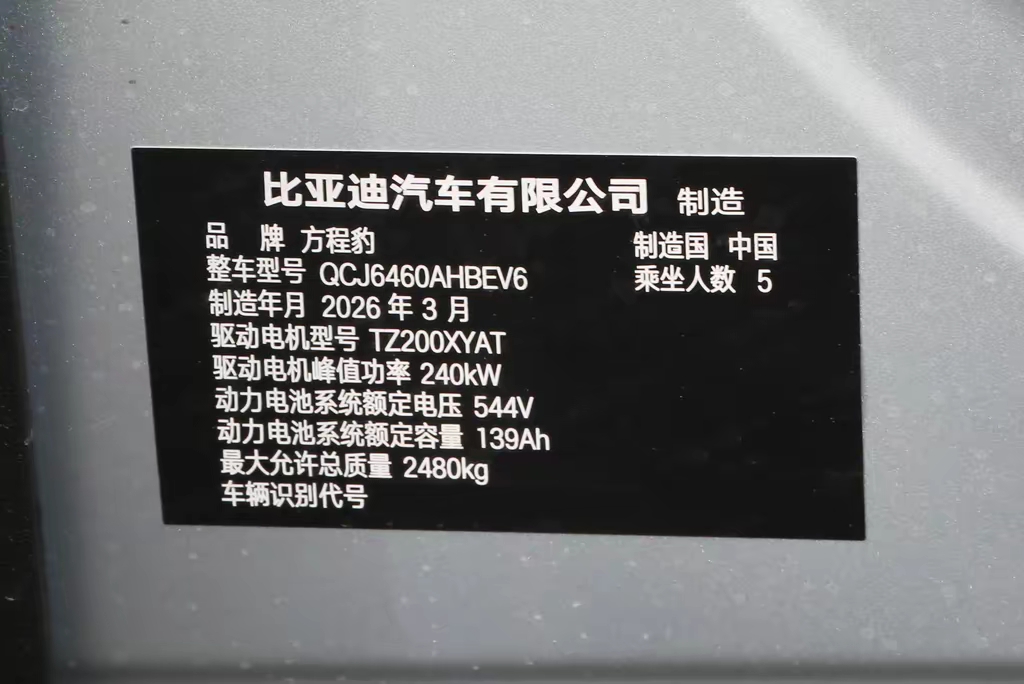 比亚迪汽车有限公司 制造
品 牌 方程豹 制造国 中国
整车型号 QCJ6460AHBEV6 乘坐人数 5
制造年月 2026 年 3 月
驱动电机型号 TZ200XYAT
驱动电机峰值功率 240kW
动力电池系统额定电压 544V
动力电池系统额定容量 139Ah
最大允许总质量 2480kg
车辆识别代号